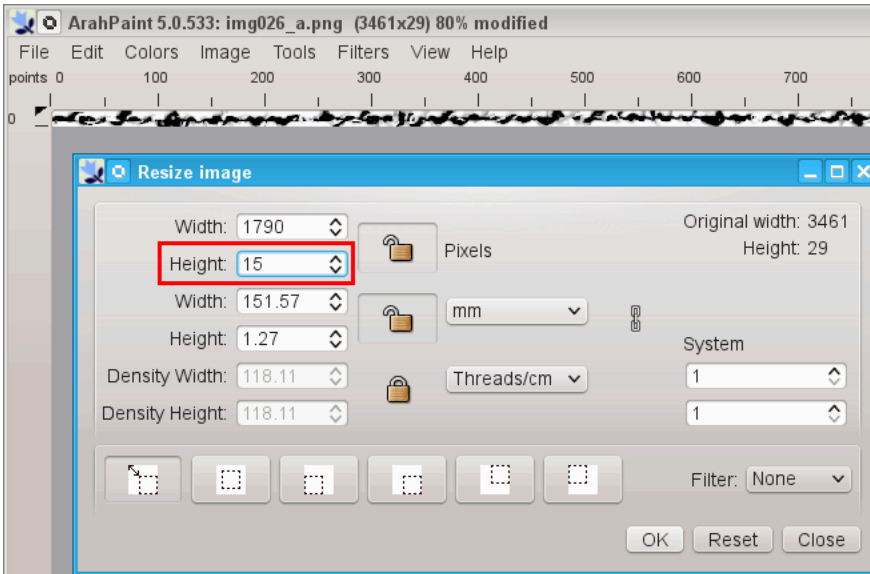 ArahPaint 5.0.533: img026_a.png (3461x29) 80% modified
File Edit Colors Image Tools Filters View Help
points 0 100 200 300 400 500 600 700
0
Resize image
Width: 1790
Original width: 3461
Height: 15
Pixels
Height: 29
Width: 151.57
mm
Height: 1.27
System
Density Width: 118.11
Threads/cm
1
Density Height: 118.11
1
Filter: None
OK Reset Close